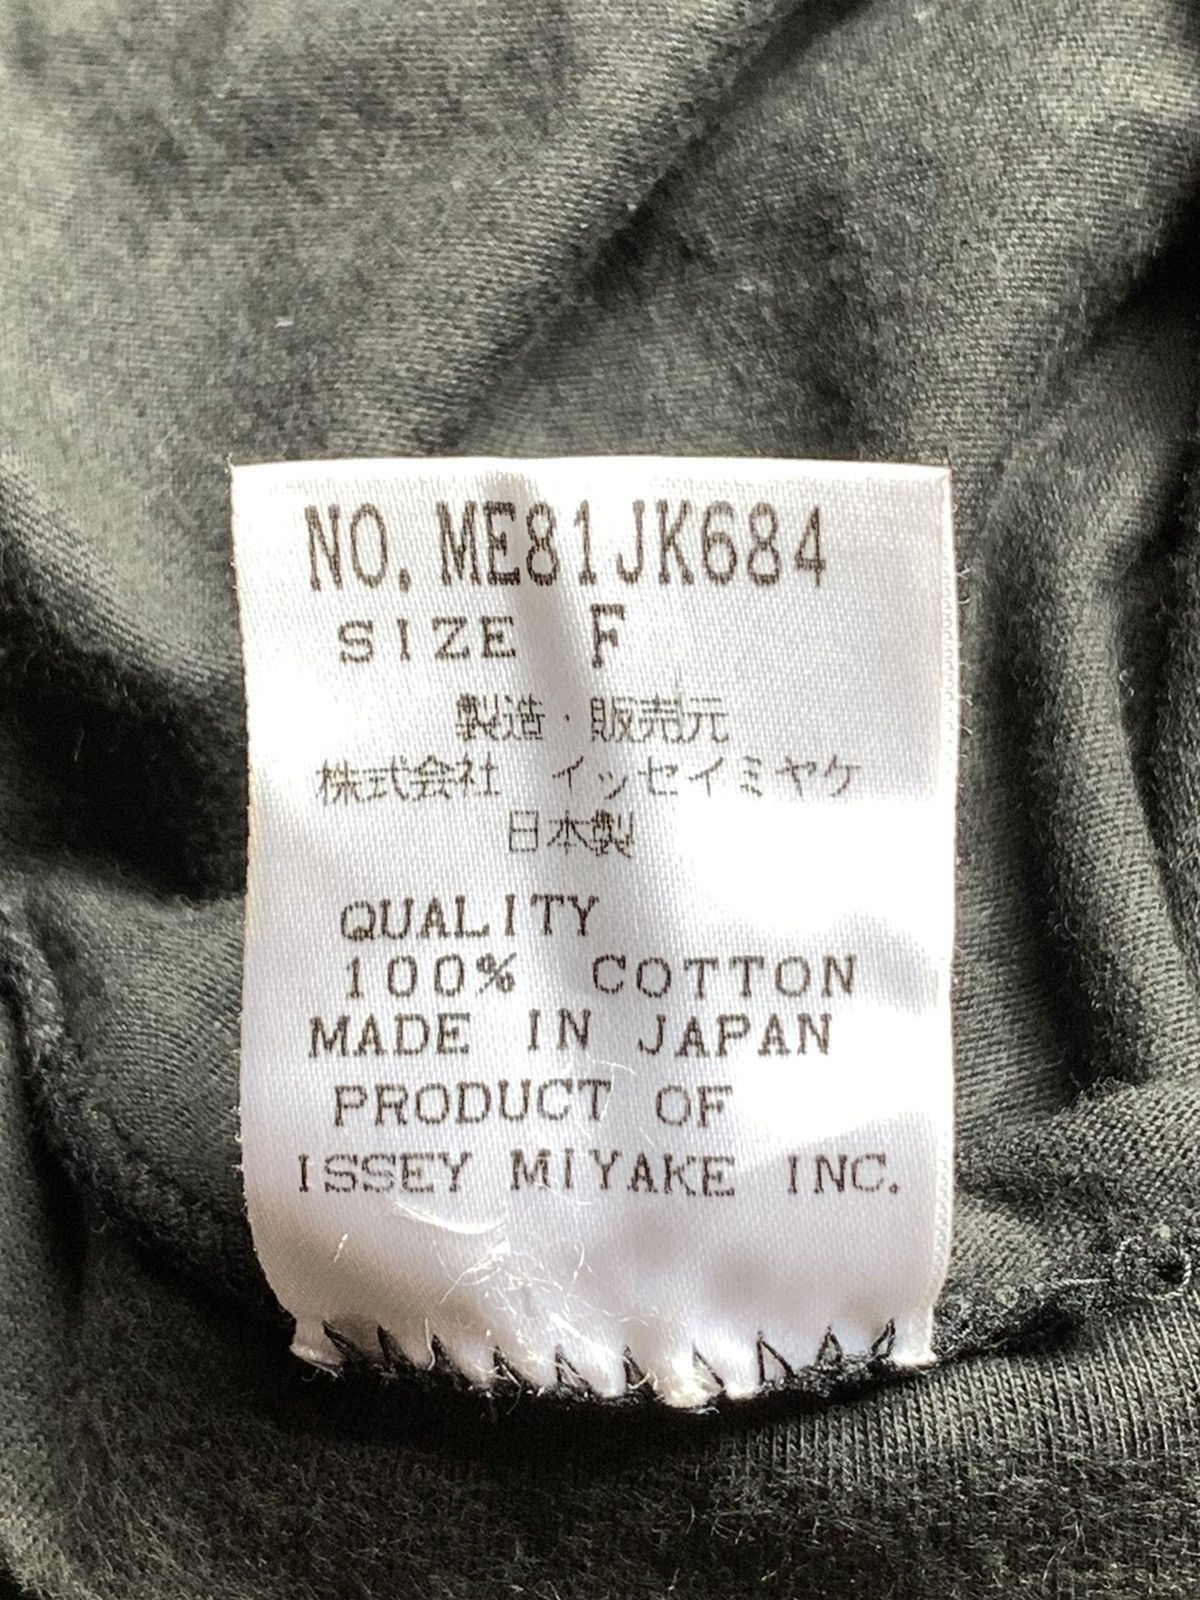 NO.ME81JK684
SIZE F
製造・販売元
株式会社 イッセイミヤケ
日本製
QUALITY
100% COTTON
MADE IN JAPAN
PRODUCT OF
ISSEY MIYAKE INC.